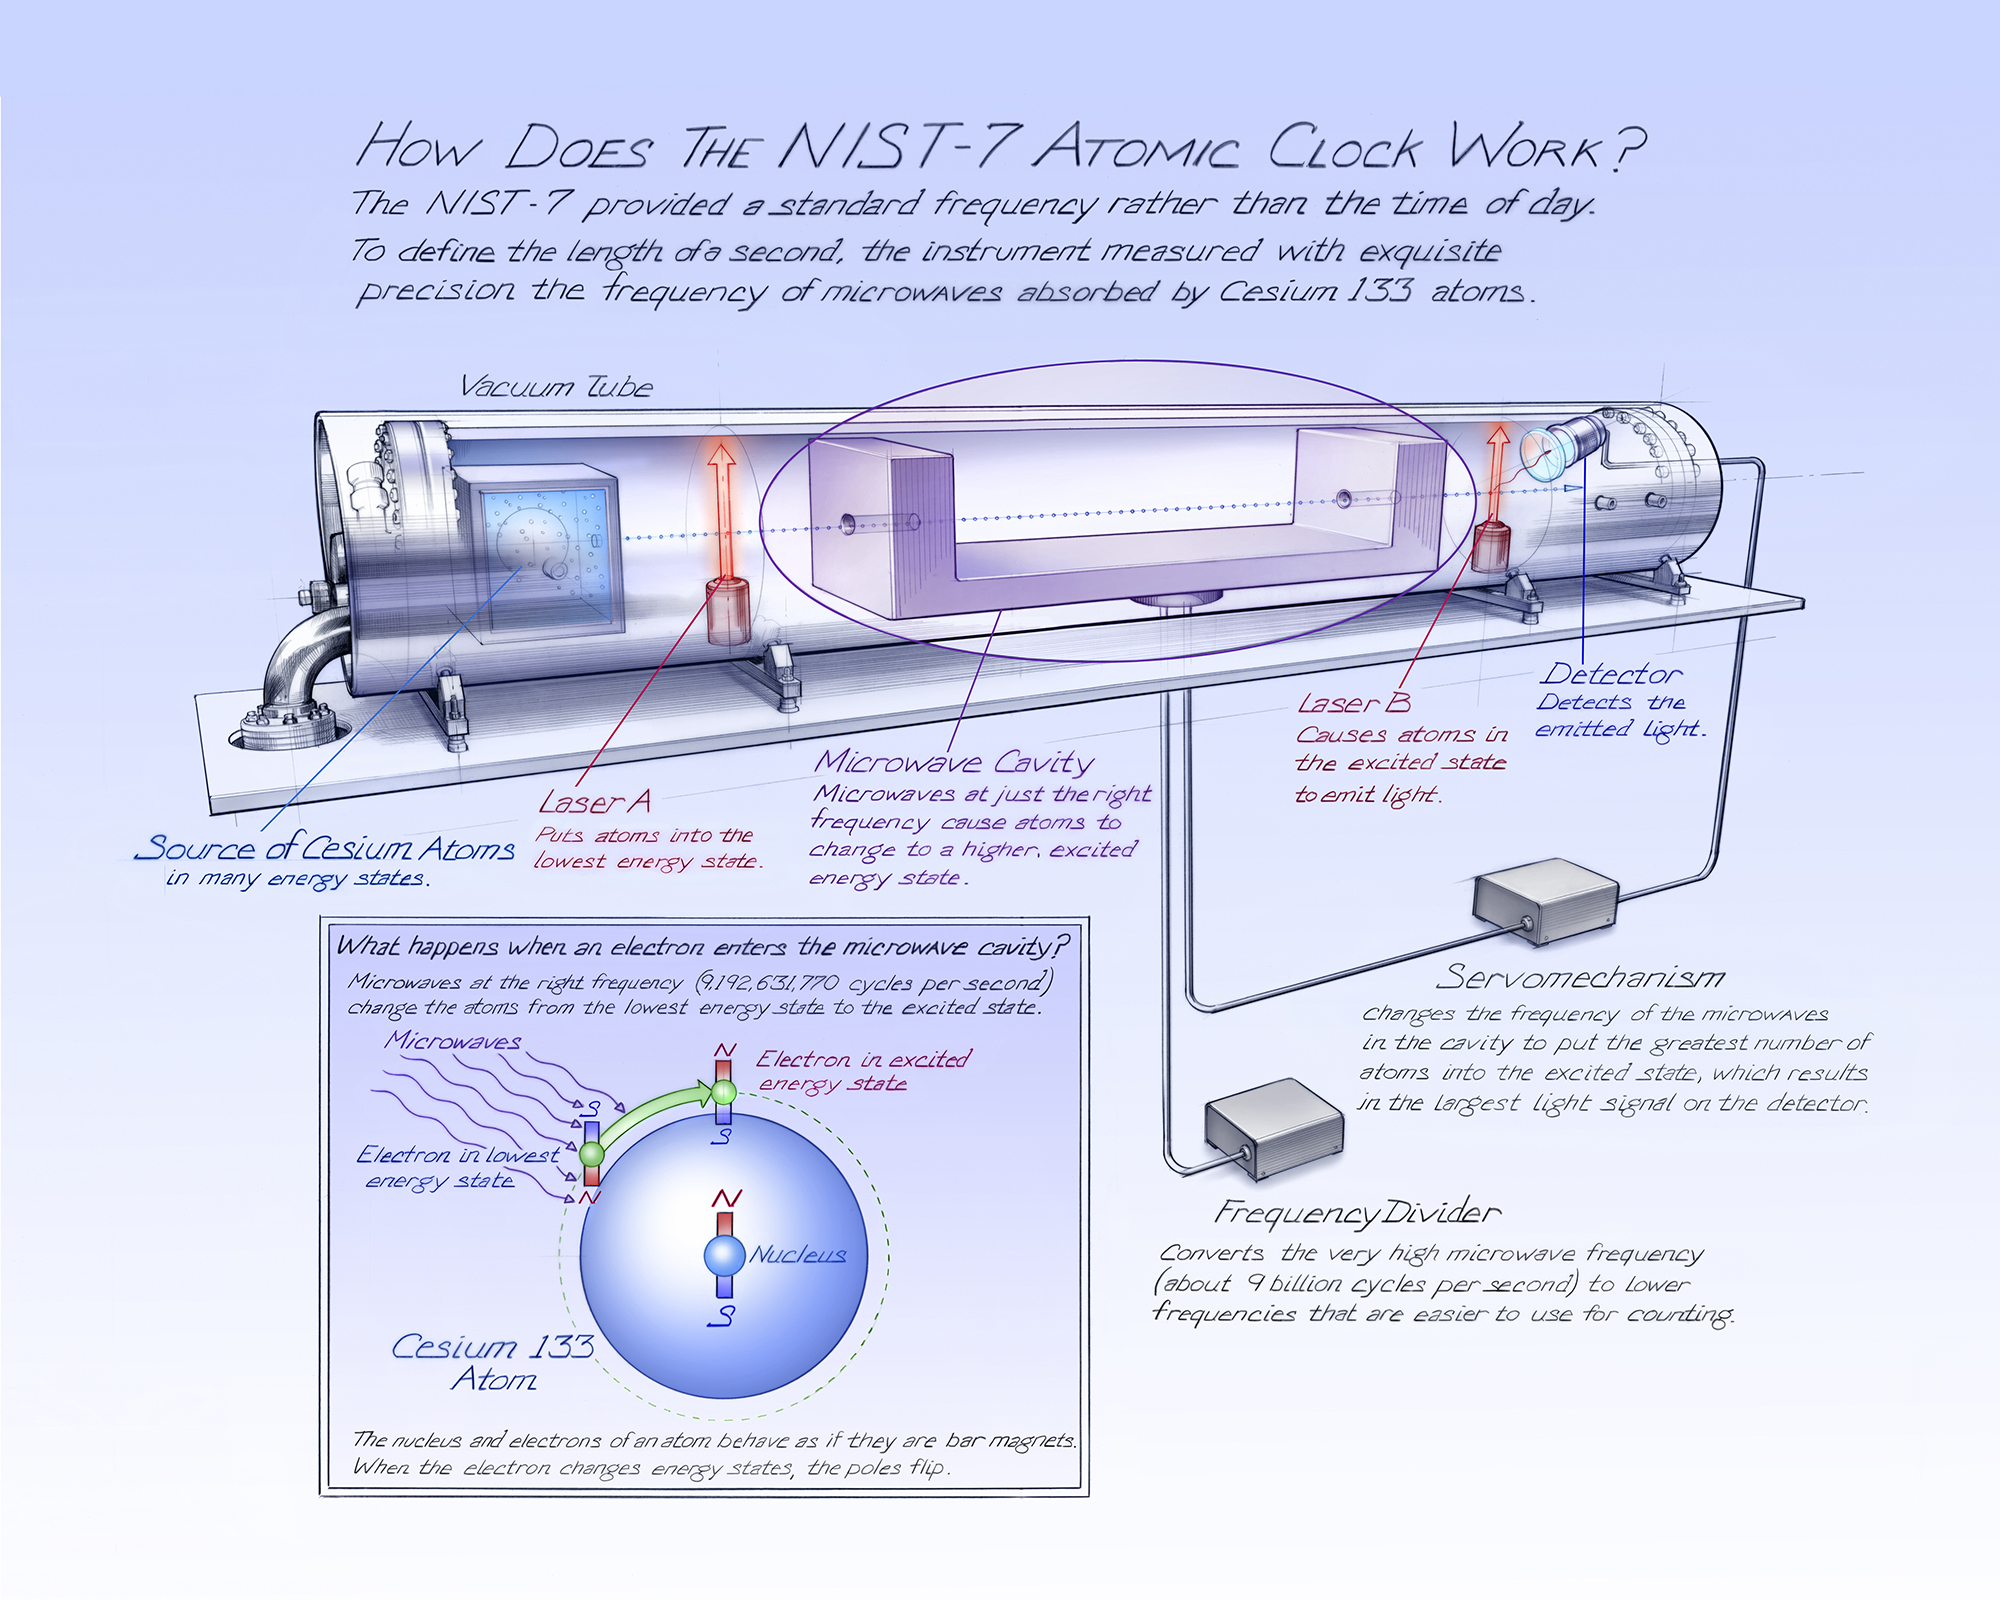 How Does The NIST-7 Atomic Clock Work?
The NIST-7 provided a standard frequency rather than the time of day.
To define the length of a second, the instrument measured with exquisite
precision the frequency of microwaves absorbed by Cesium 133 atoms.
Vacuum Tube
Source of Cesium Atoms
in many energy states.
Laser A
Puts atoms into the
lowest energy state.
Microwave Cavity
Microwaves at just the right
frequency cause atoms to
change to a higher, excited
energy state.
Laser B
Causes atoms in
the excited state
to emit light.
Detector
Detects the
emitted light.
Servomechanism
changes the frequency of the microwaves
in the cavity to put the greatest number of
atoms into the excited state, which results
in the largest light signal on the detector.
Frequency Divider
Converts the very high microwave frequency
(about 9 billion cycles per second) to lower
frequencies that are easier to use for counting.
What happens when an electron enters the microwave cavity?
Microwaves at the right frequency (9,192,631,770 cycles per second)
change the atoms from the lowest energy state to the excited state.
Microwaves
N
Electron in excited
energy state
S
S
Electron in lowest
energy state
N
N
Nucleus
S
Cesium 133
Atom
The nucleus and electrons of an atom behave as if they are bar magnets.
When the electron changes energy states, the poles flip.